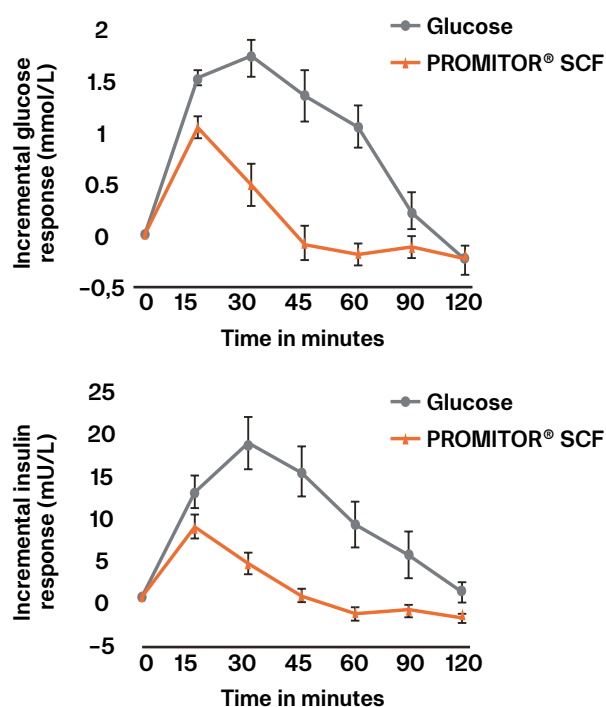 Glucose
PROMITOR® SCF
Incremental glucose
response (mmol/L)
2
1.5
1
0.5
0
–0,5
0 15 30 45 60 90 120
Time in minutes
Glucose
PROMITOR® SCF
Incremental insulin
response (mU/L)
25
20
15
10
5
0
–5
0 15 30 45 60 90 120
Time in minutes